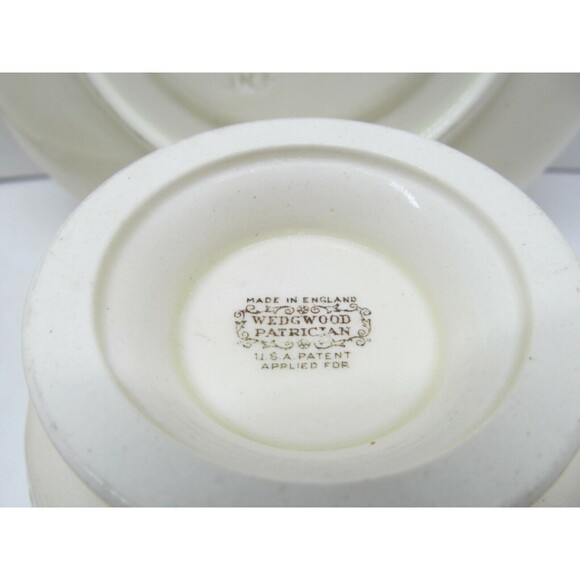 MADE IN ENGLAND
WEDGWOOD
PATRICIAN
U.S.A. PATENT
APPLIED FOR